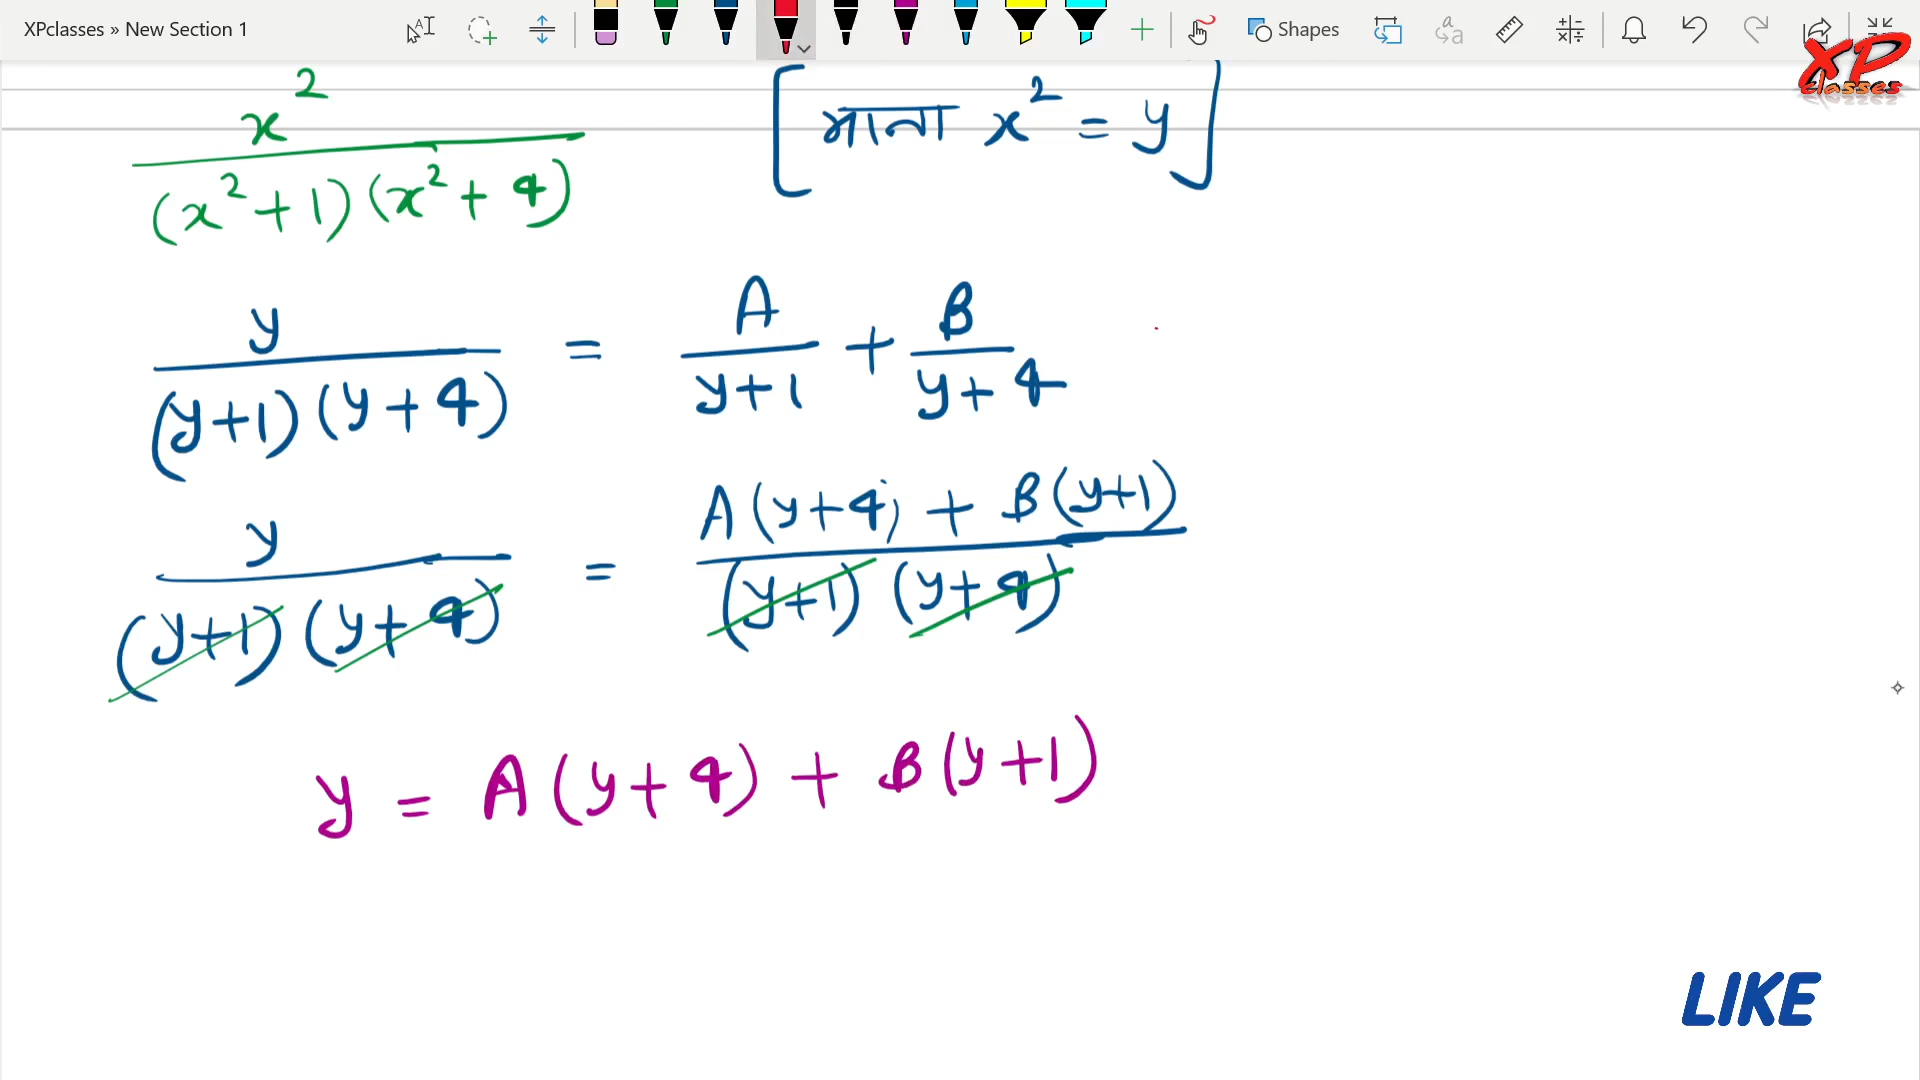 XPclasses » New Section 1
Shapes
XP classes
x² / (x²+1)(x²+4) [माना x² = y]
y / (y+1)(y+4) = A / y+1 + B / y+4
y / (y+1)(y+4) = A(y+4) + B(y+1) / (y+1)(y+4)
y = A(y+4) + B(y+1)
LIKE